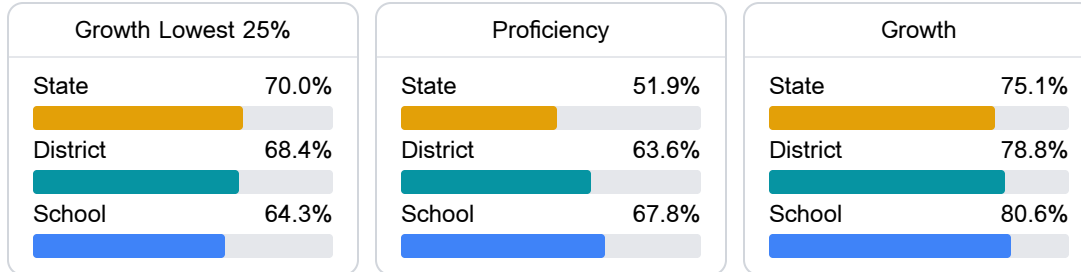 Growth Lowest 25%
State 70.0%
District 68.4%
School 64.3%
Proficiency
State 51.9%
District 63.6%
School 67.8%
Growth
State 75.1%
District 78.8%
School 80.6%